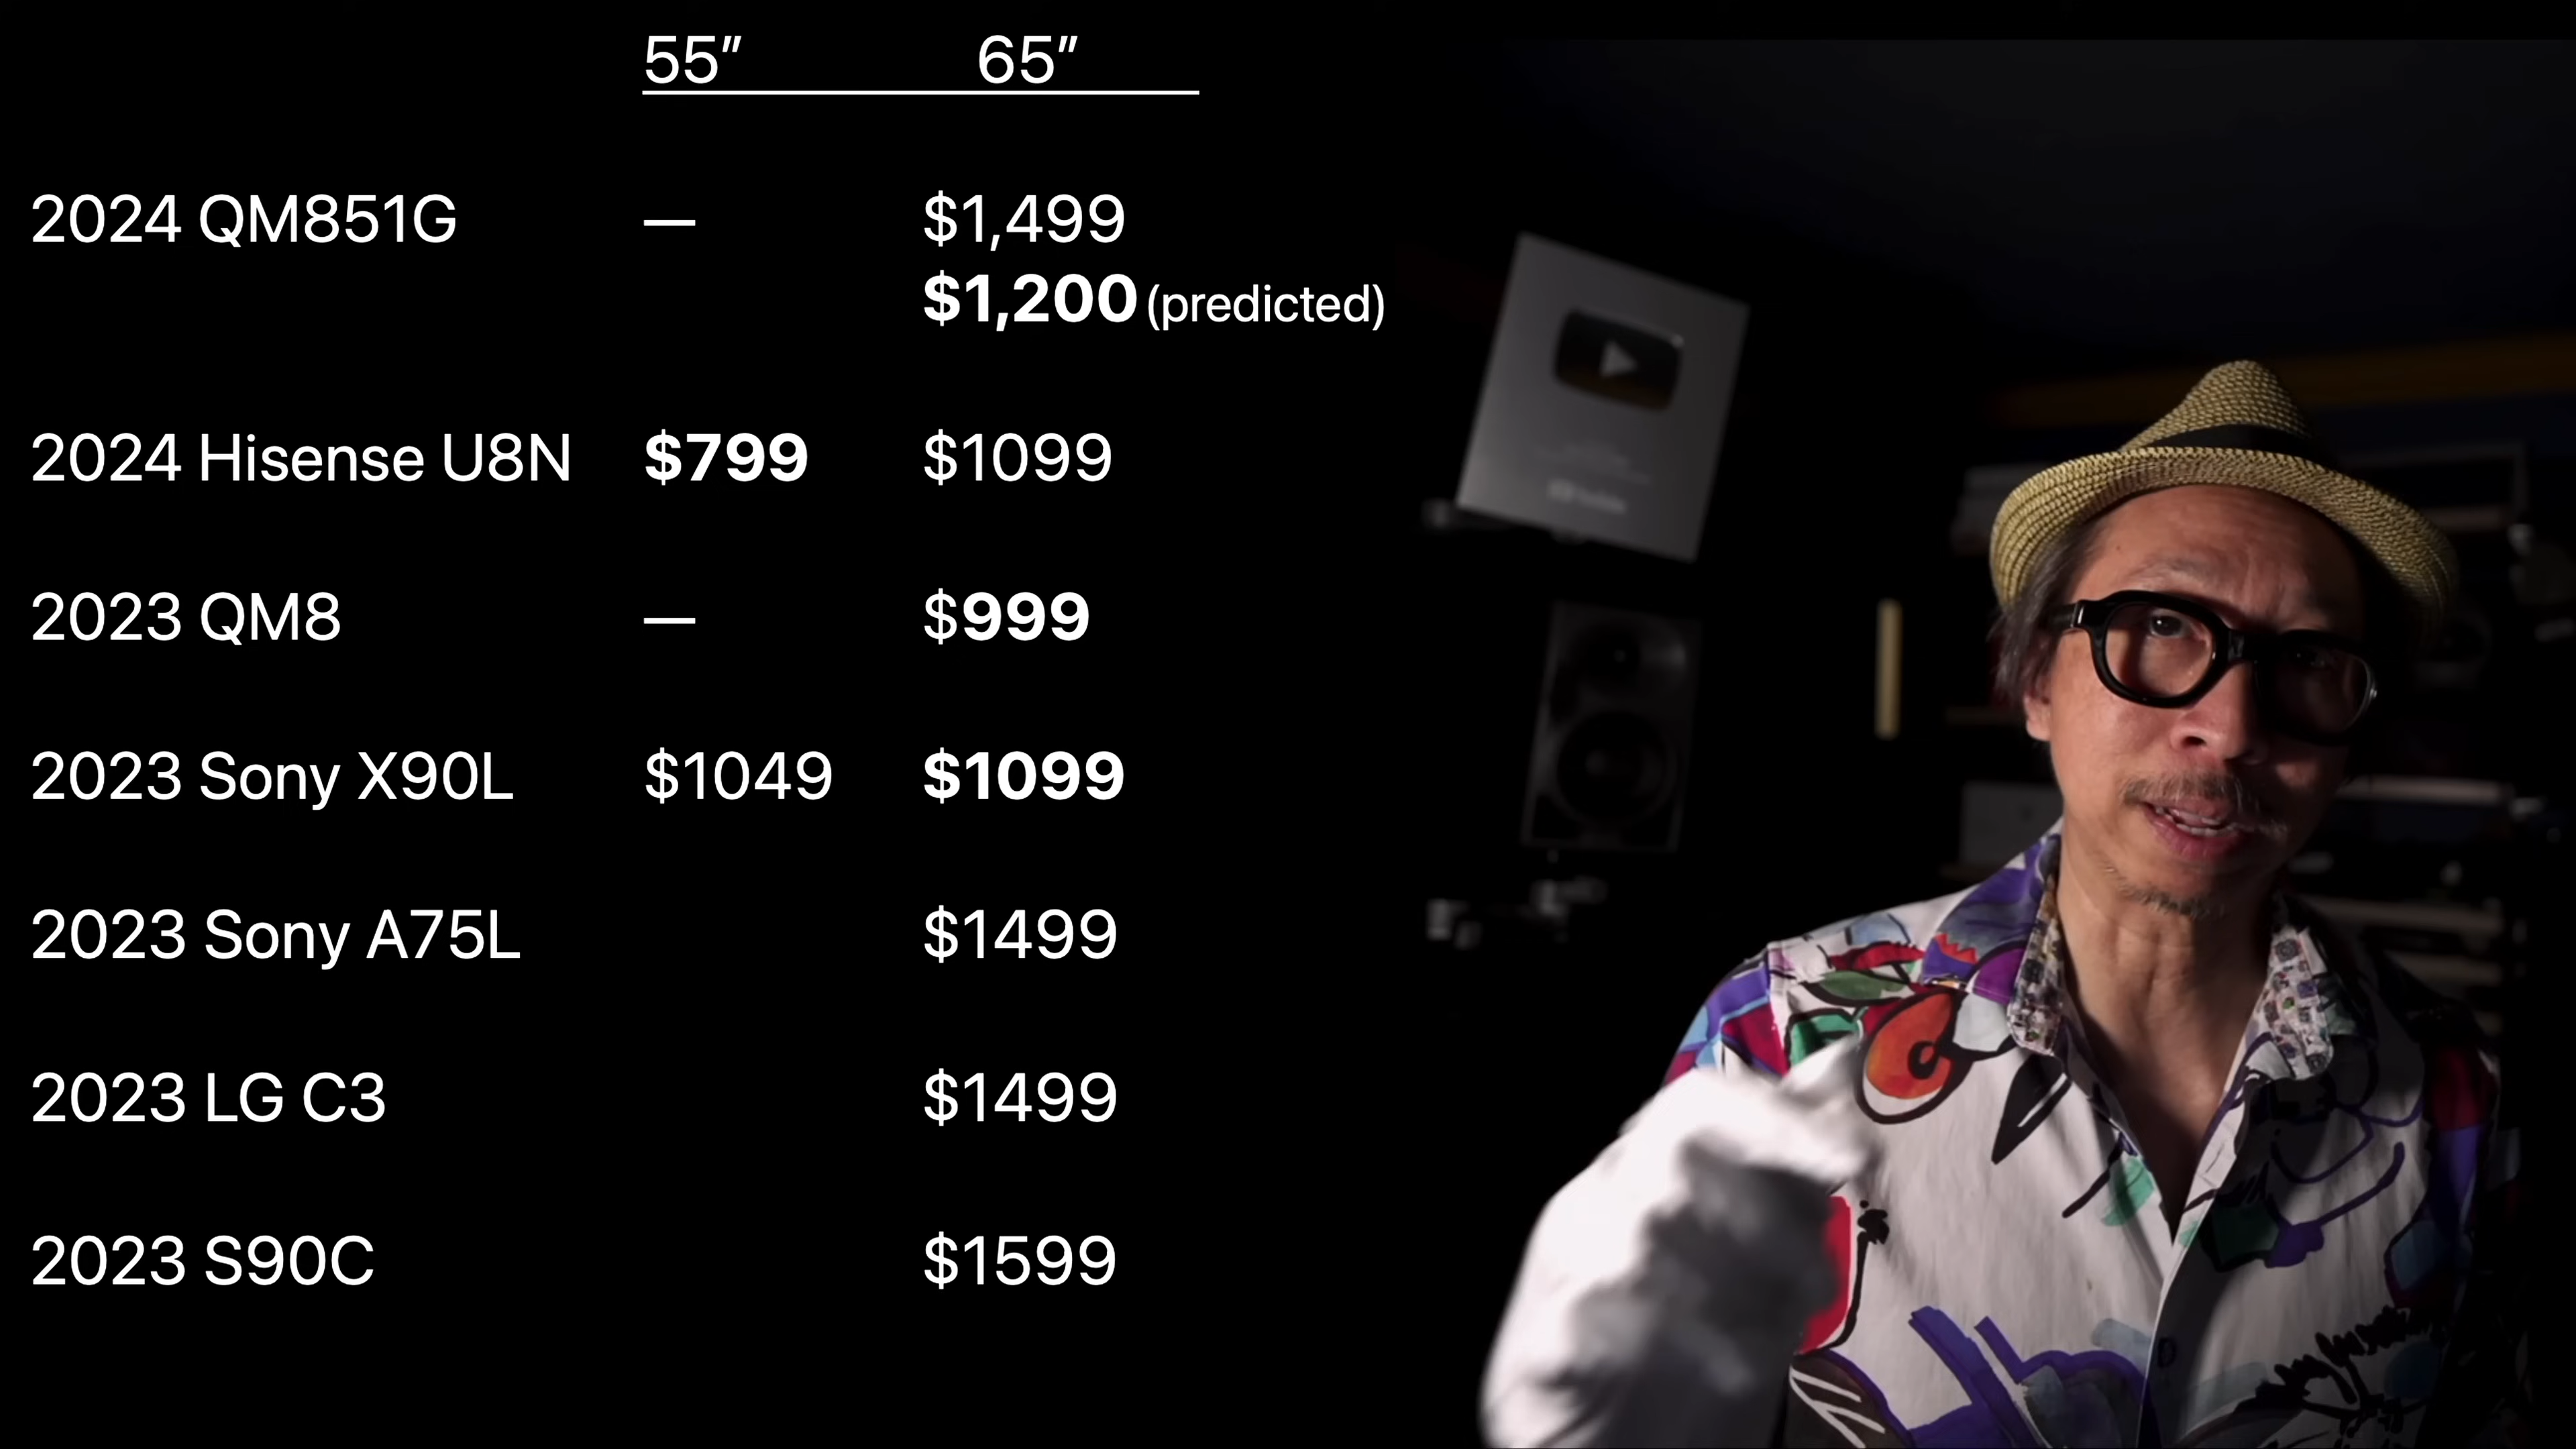 55” 65”
2024 QM851G — $1,499
$1,200 (predicted)
2024 Hisense U8N $799 $1099
2023 QM8 — $999
2023 Sony X90L $1049 $1099
2023 Sony A75L $1499
2023 LG C3 $1499
2023 S90C $1599